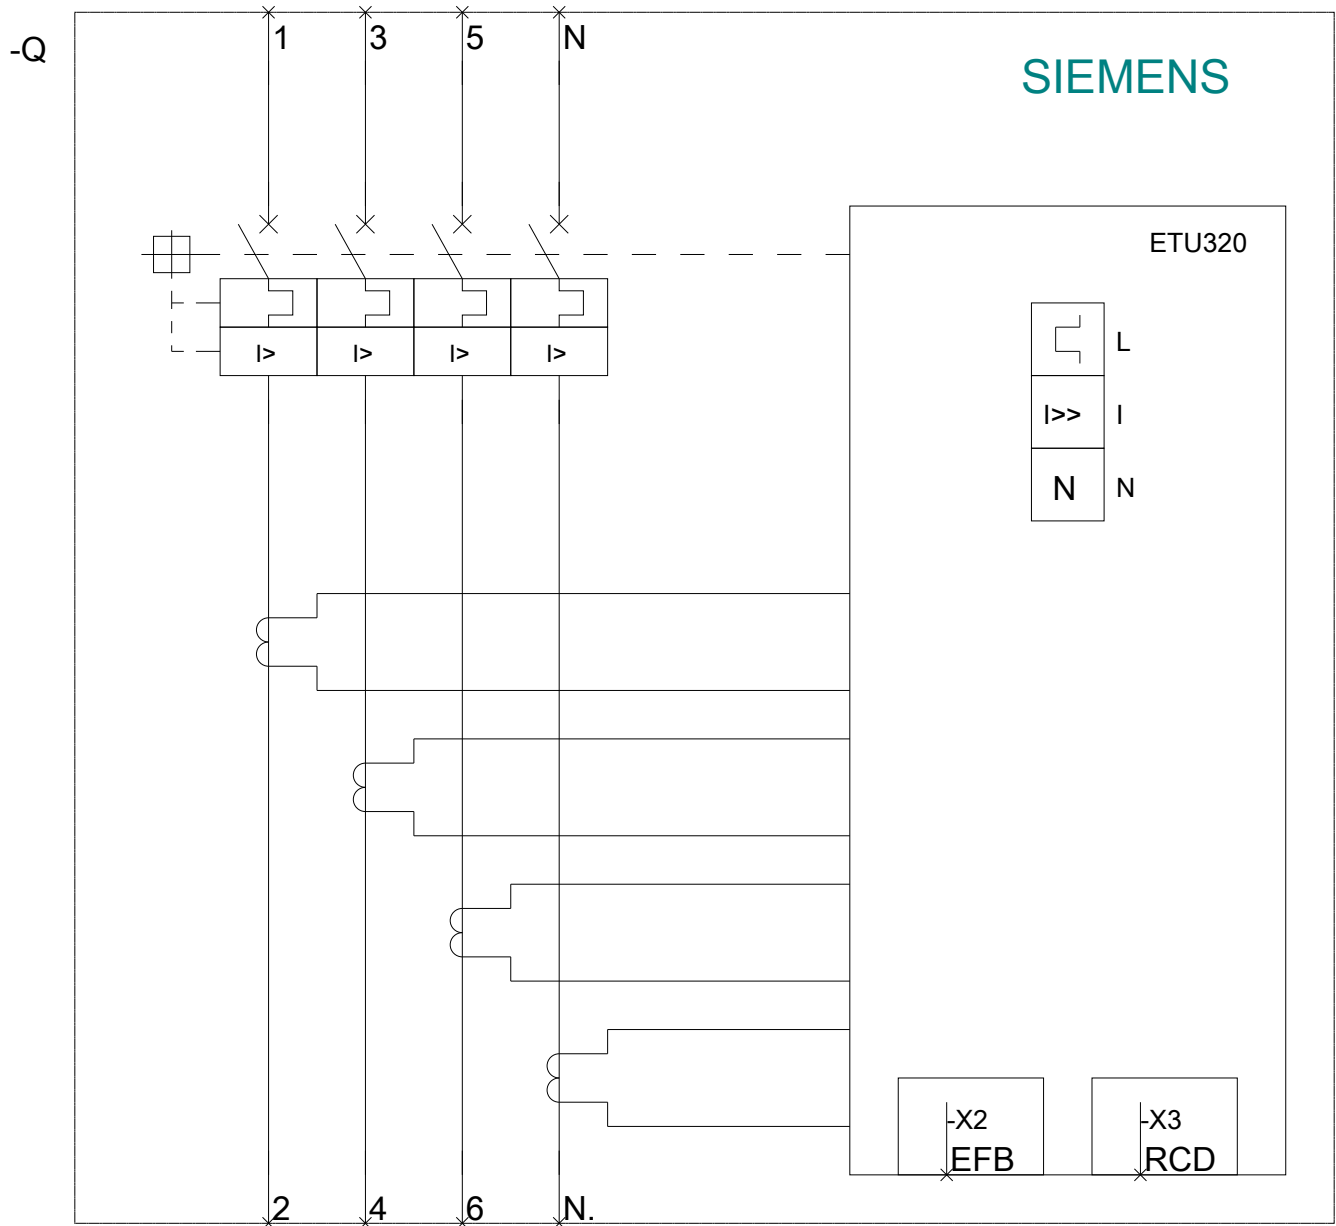 1 3 5 N
-Q
SIEMENS
ETU320
I> I> I> I>
L
I>> I
N N
-X2 -X3
EFB RCD
2 4 6 N.